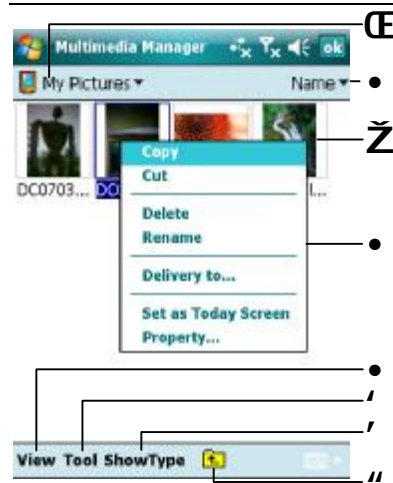 Œ
Multimedia Manager ok
My Pictures Name
•
Ž
DC0703... DO
Copy
Cut
Delete
Rename
•
Delivery to...
Set as Today Screen
Property...
•
‘
’
View Tool ShowType
“